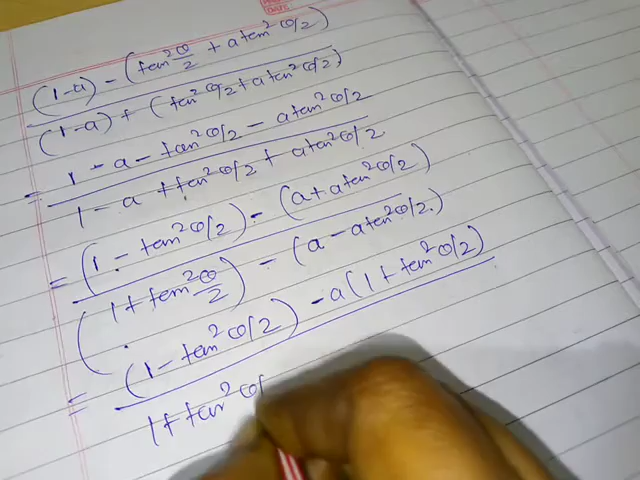 (1-a) - (tan²θ/2 + a tan²θ/2)
(1-a) + (tan²θ/2 + a tan²θ/2)
= 1 - a - tan²θ/2 - a tan²θ/2
1 - a + tan²θ/2 + a tan²θ/2
= (1 - tan²θ/2) - (a + a tan²θ/2)
(1 + tan²θ/2) - (a - a tan²θ/2)
= (1 - tan²θ/2) - a(1 + tan²θ/2)
1 + tan²θ/